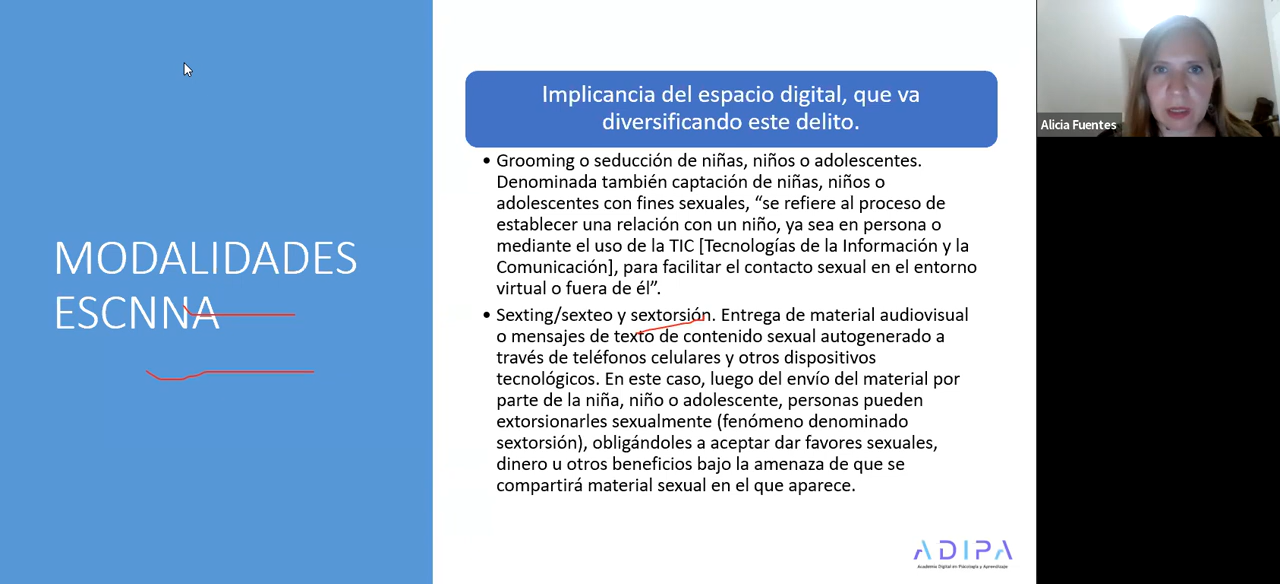 MODALIDADES
ESCNNA
Implicancia del espacio digital, que va
diversificando este delito.
• Grooming o seducción de niñas, niños o adolescentes.
Denominada también captación de niñas, niños o
adolescentes con fines sexuales, “se refiere al proceso de
establecer una relación con un niño, ya sea en persona o
mediante el uso de la TIC [Tecnologías de la Información y la
Comunicación], para facilitar el contacto sexual en el entorno
virtual o fuera de él”.
• Sexting/sexteo y sextorsión. Entrega de material audiovisual
o mensajes de texto de contenido sexual autogenerado a
través de teléfonos celulares y otros dispositivos
tecnológicos. En este caso, luego del envío del material por
parte de la niña, niño o adolescente, personas pueden
extorsionarles sexualmente (fenómeno denominado
sextorsión), obligándoles a aceptar dar favores sexuales,
dinero u otros beneficios bajo la amenaza de que se
compartirá material sexual en el que aparece.
ADIPA
Academia Digital en Psicología y Aprendizaje
Alicia Fuentes